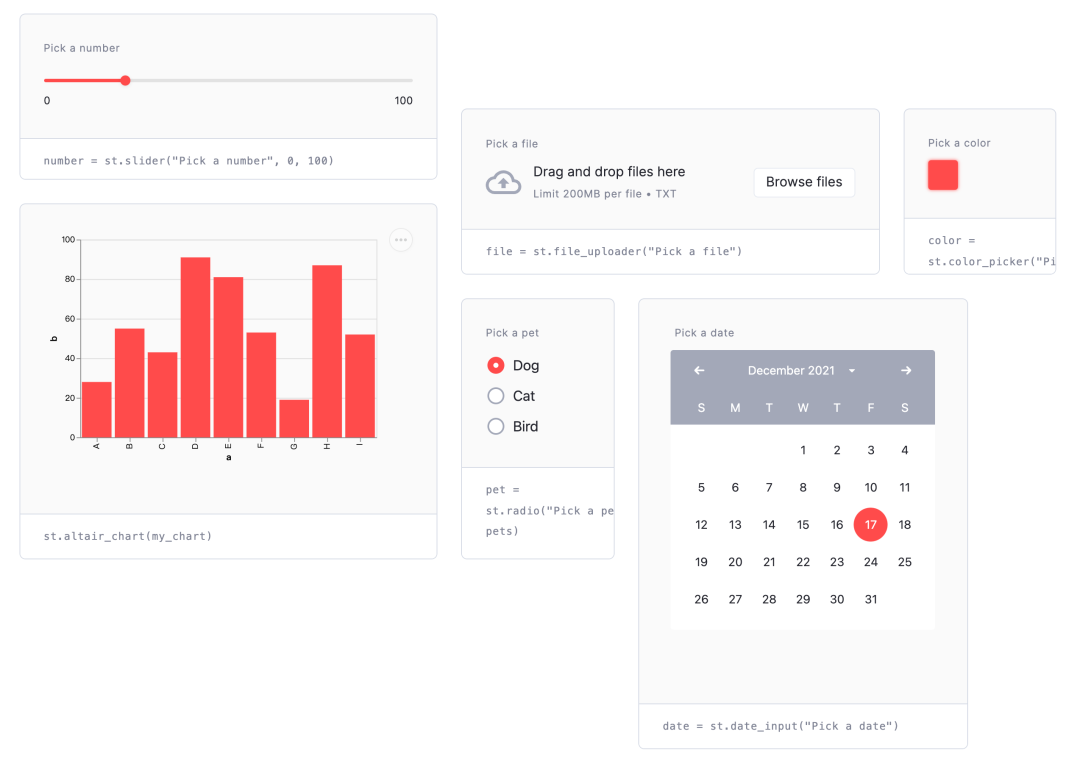 Pick a number
0
100
number = st.slider("Pick a number", 0, 100)
100
80
60
40
20
0
b
A B C D E F G H I
a
st.altair_chart(my_chart)
Pick a file
Drag and drop files here
Limit 200MB per file • TXT
Browse files
file = st.file_uploader("Pick a file")
Pick a color
color =
st.color_picker("Pi
Pick a pet
Dog
Cat
Bird
pet =
st.radio("Pick a pe
pets)
Pick a date
December 2021
S M T W T F S
1 2 3 4
5 6 7 8 9 10 11
12 13 14 15 16 17 18
19 20 21 22 23 24 25
26 27 28 29 30 31
date = st.date_input("Pick a date")